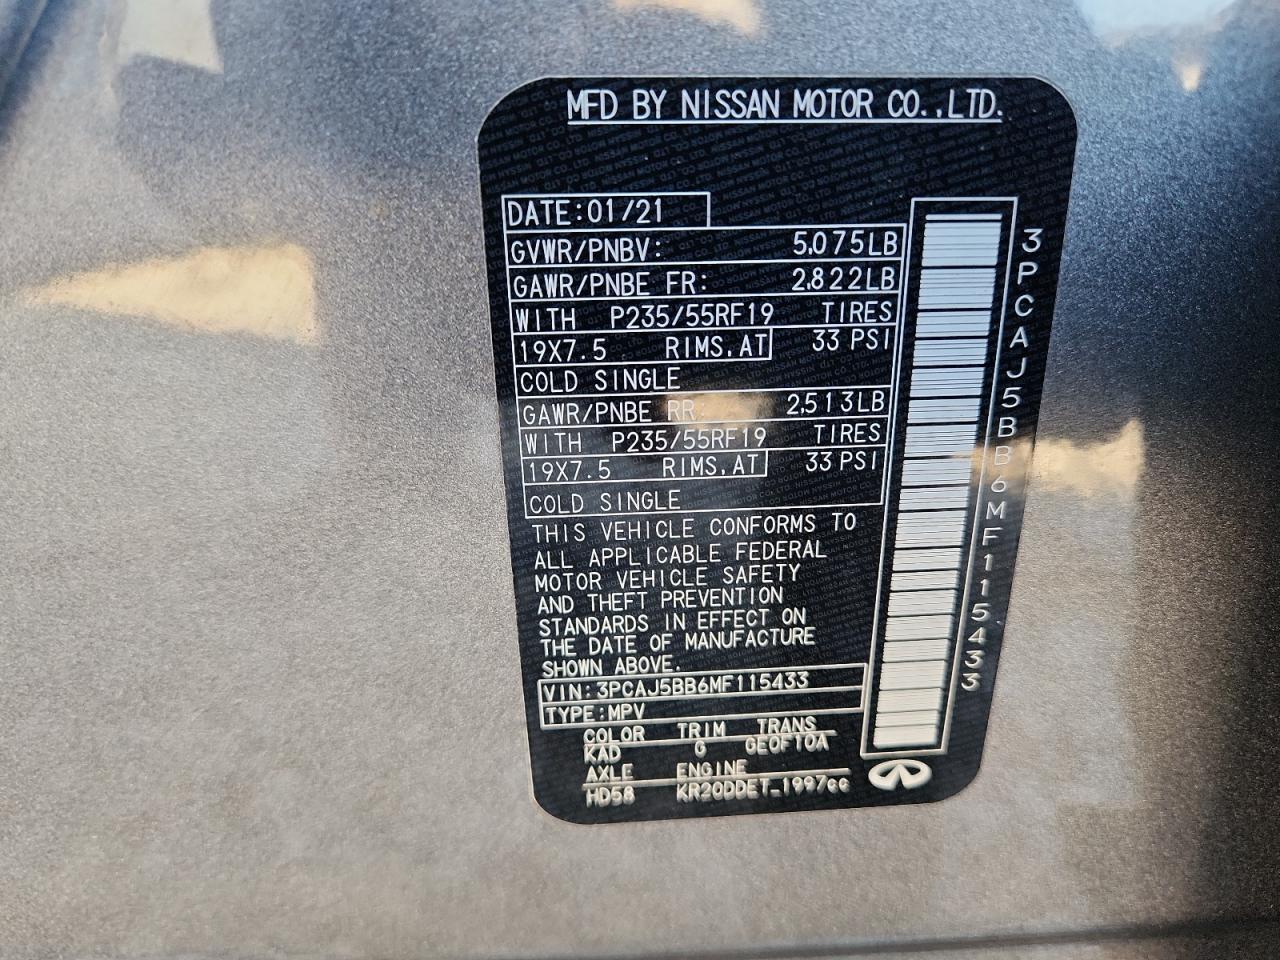 MFD BY NISSAN MOTOR CO.,LTD.
DATE:01/21
GVWR/PNBV: 5,075LB
GAWR/PNBE FR: 2,822LB
WITH P235/55RF19 TIRES
19X7.5 RIMS.AT 33 PSI
COLD SINGLE
GAWR/PNBE RR: 2,513LB
WITH P235/55RF19 TIRES
19X7.5 RIMS.AT 33 PSI
COLD SINGLE
THIS VEHICLE CONFORMS TO
ALL APPLICABLE FEDERAL
MOTOR VEHICLE SAFETY
AND THEFT PREVENTION
STANDARDS IN EFFECT ON
THE DATE OF MANUFACTURE
SHOWN ABOVE.
VIN:3PCAJ5BB6MF115433
TYPE:MPV
COLOR TRIM TRANS
KAD G GE0F10A
AXLE ENGINE
HD58 KR20DDET_1997cc
3PCAJ5BB6MF115433